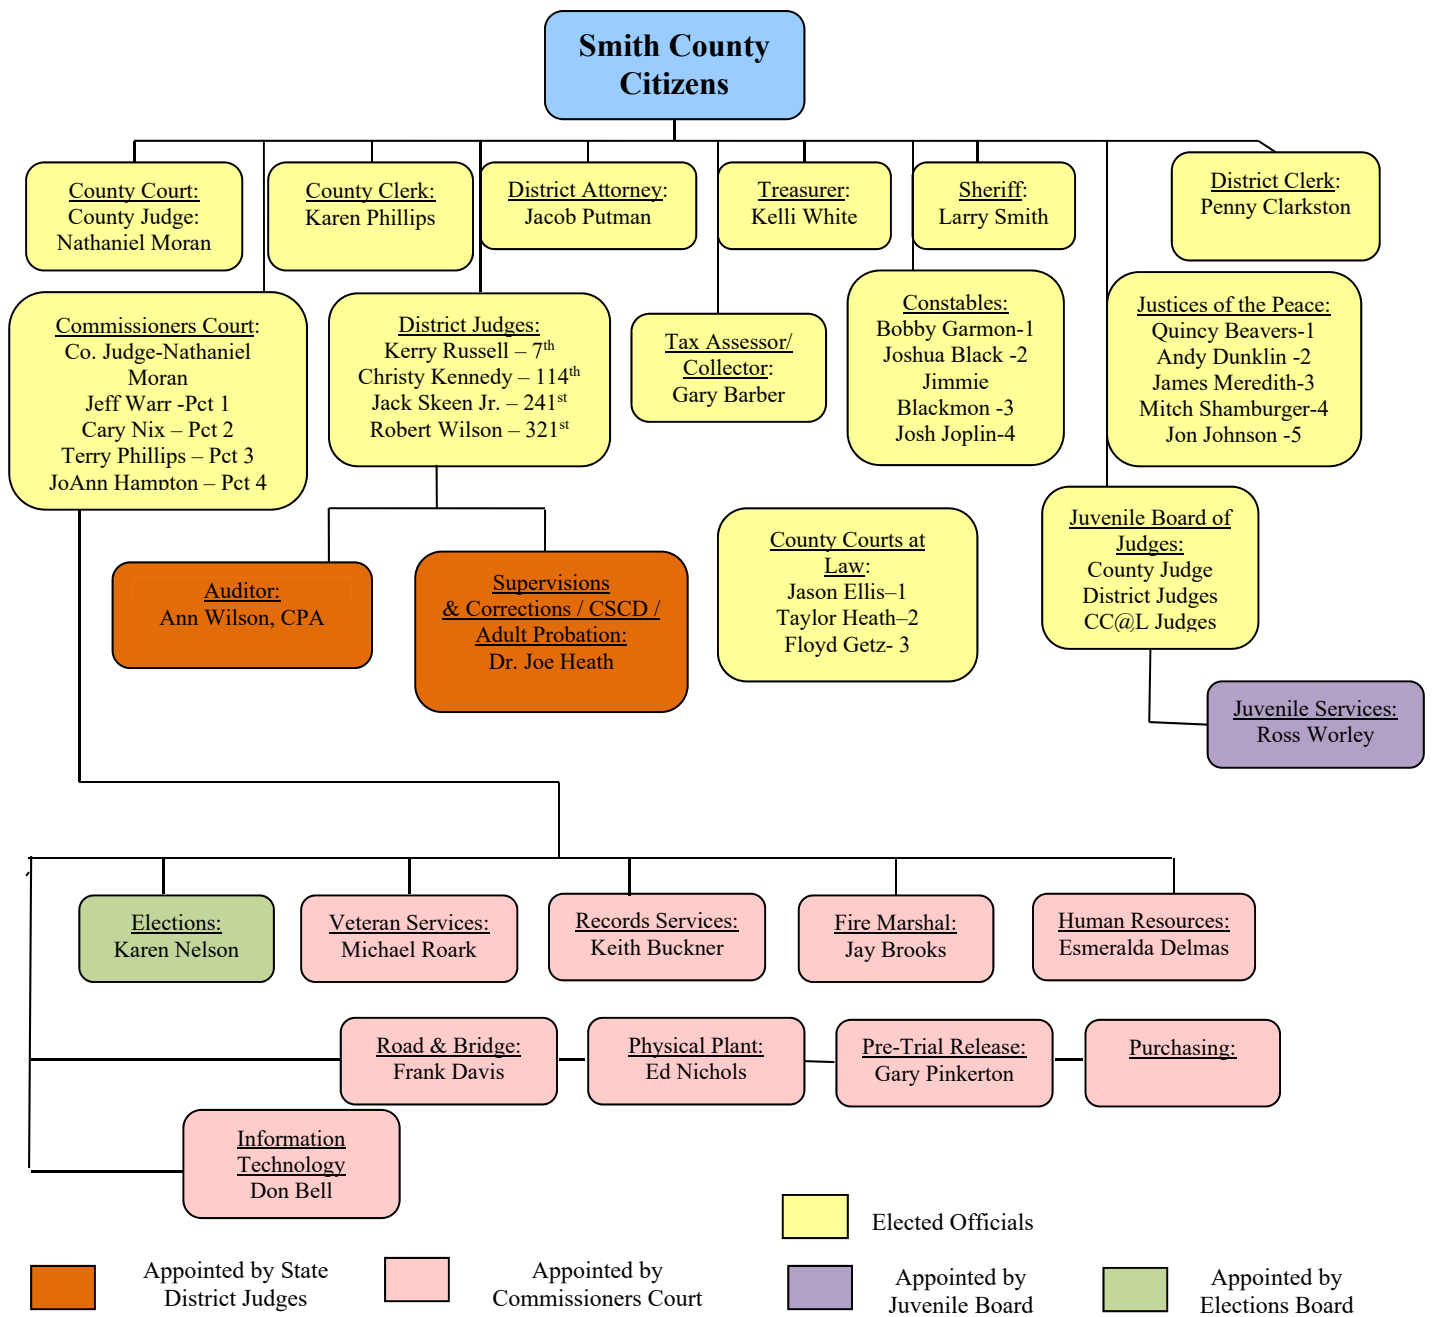 Smith County
Citizens
County Court:
County Judge:
Nathaniel Moran
County Clerk:
Karen Phillips
District Attorney:
Jacob Putman
Treasurer:
Kelli White
Sheriff:
Larry Smith
District Clerk:
Penny Clarkston
Commissioners Court:
Co. Judge-Nathaniel
Moran
Jeff Warr -Pct 1
Cary Nix – Pct 2
Terry Phillips – Pct 3
JoAnn Hampton – Pct 4
District Judges:
Kerry Russell – 7th
Christy Kennedy – 114th
Jack Skeen Jr. – 241st
Robert Wilson – 321st
Tax Assessor/
Collector:
Gary Barber
Constables:
Bobby Garmon-1
Joshua Black -2
Jimmie
Blackmon -3
Josh Joplin-4
Justices of the Peace:
Quincy Beavers-1
Andy Dunklin -2
James Meredith-3
Mitch Shamburger-4
Jon Johnson -5
Auditor:
Ann Wilson, CPA
Supervisions
& Corrections / CSCD /
Adult Probation:
Dr. Joe Heath
County Courts at
Law:
Jason Ellis–1
Taylor Heath–2
Floyd Getz- 3
Juvenile Board of
Judges:
County Judge
District Judges
CC@L Judges
Juvenile Services:
Ross Worley
Elections:
Karen Nelson
Veteran Services:
Michael Roark
Records Services:
Keith Buckner
Fire Marshal:
Jay Brooks
Human Resources:
Esmeralda Delmas
Road & Bridge:
Frank Davis
Physical Plant:
Ed Nichols
Pre-Trial Release:
Gary Pinkerton
Purchasing:
Information
Technology
Don Bell
Elected Officials
Appointed by State
District Judges
Appointed by
Commissioners Court
Appointed by
Juvenile Board
Appointed by
Elections Board